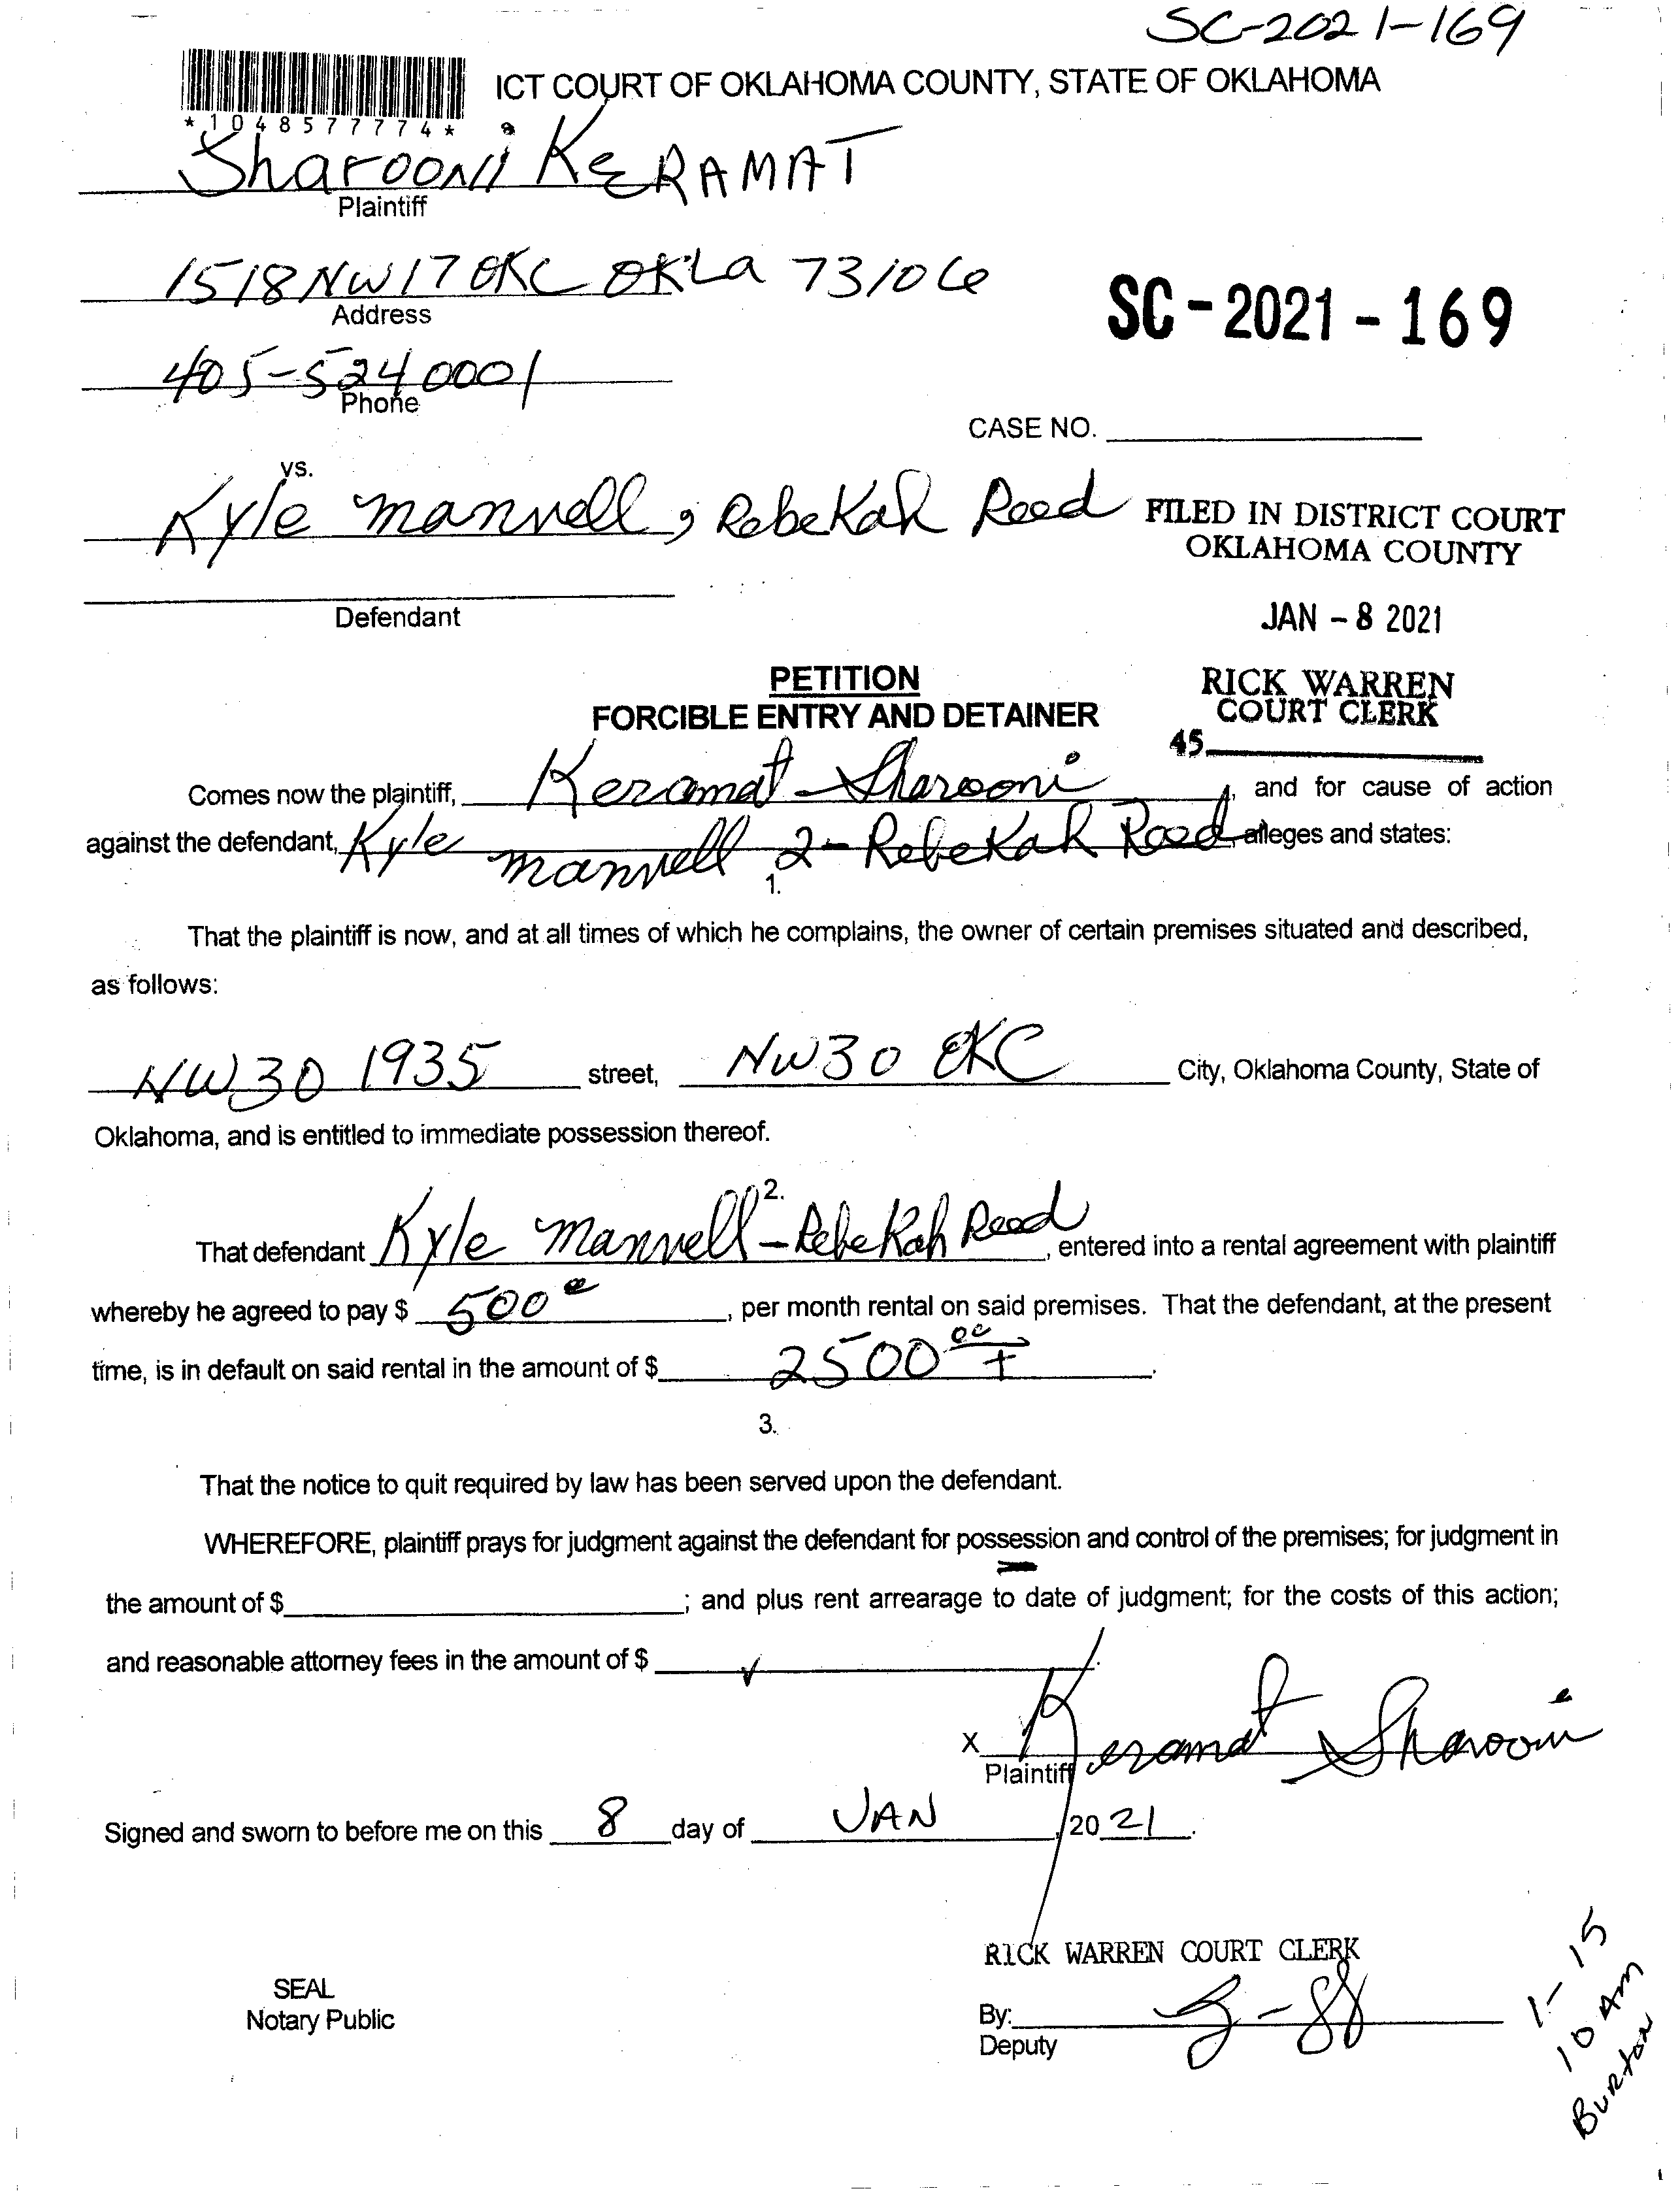 SC-2021-169
ICT COURT OF OKLAHOMA COUNTY, STATE OF OKLAHOMA
*1048577774*
Sharooni KERAMAT
Plaintiff
1518 NW 17 OKC OKLa 73106
Address
SC-2021-169
405-524 0001
Phone
CASE NO.
vs.
Kyle manvell, Rebekah Reed
FILED IN DISTRICT COURT
OKLAHOMA COUNTY
Defendant
JAN -8 2021
PETITION
FORCIBLE ENTRY AND DETAINER
RICK WARREN
COURT CLERK
45
Comes now the plaintiff, Keramat Sharooni, and for cause of action
against the defendant, Kyle manvell 2- Rebekah Reed alleges and states:
1.
That the plaintiff is now, and at all times of which he complains, the owner of certain premises situated and described,
as follows:
NW30 1935 street, NW30 OKC City, Oklahoma County, State of
Oklahoma, and is entitled to immediate possession thereof.
2.
That defendant Kyle manvell - Rebekah Reed, entered into a rental agreement with plaintiff
whereby he agreed to pay $ 500, per month rental on said premises. That the defendant, at the present
time, is in default on said rental in the amount of $ 2500 00 +.
3.
That the notice to quit required by law has been served upon the defendant.
WHEREFORE, plaintiff prays for judgment against the defendant for possession and control of the premises; for judgment in
the amount of $; and plus rent arrearage to date of judgment; for the costs of this action;
and reasonable attorney fees in the amount of $ ✓.
X Keramat Sharooni
Plaintiff
Signed and sworn to before me on this 8 day of JAN, 20 21.
RICK WARREN COURT CLERK
SEAL
Notary Public
By:
Deputy
1-15
10 AM
Burton